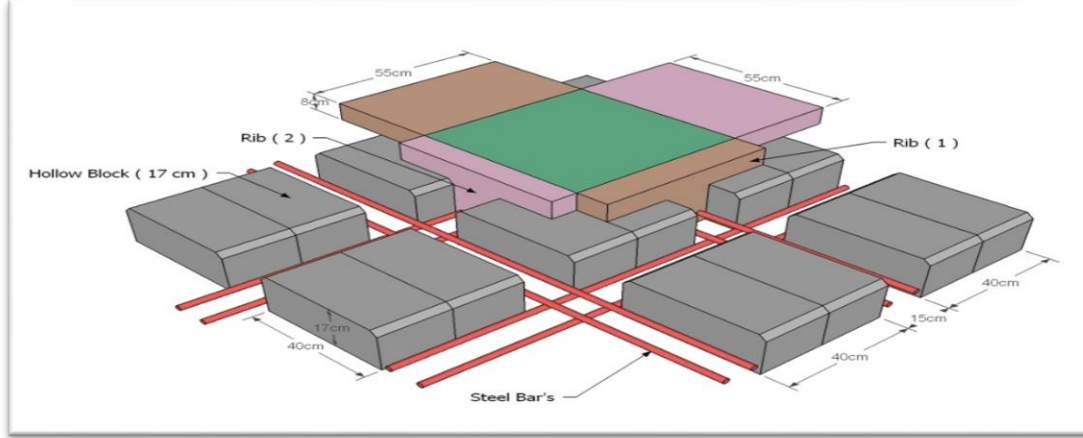 55cm
55cm
8cm
Rib ( 2 )
Rib ( 1 )
Hollow Block ( 17 cm )
40cm
15cm
17cm
40cm
40cm
Steel Bar's